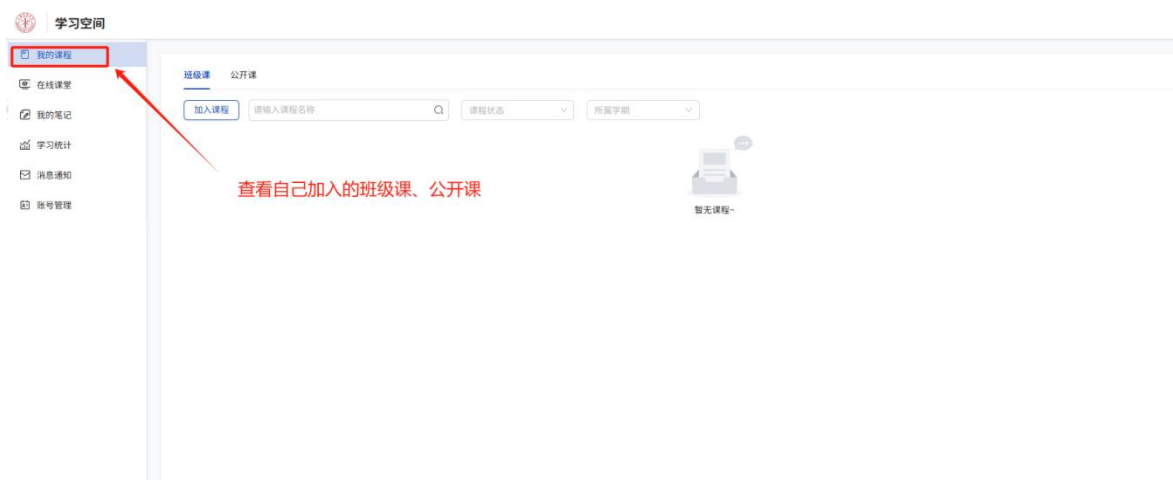 学习空间
我的课程
在线课堂
我的笔记
学习统计
消息通知
账号管理
班级课 公开课
加入课程 请输入课程名称 课程状态 所属学期
查看自己加入的班级课、公开课
暂无课程~